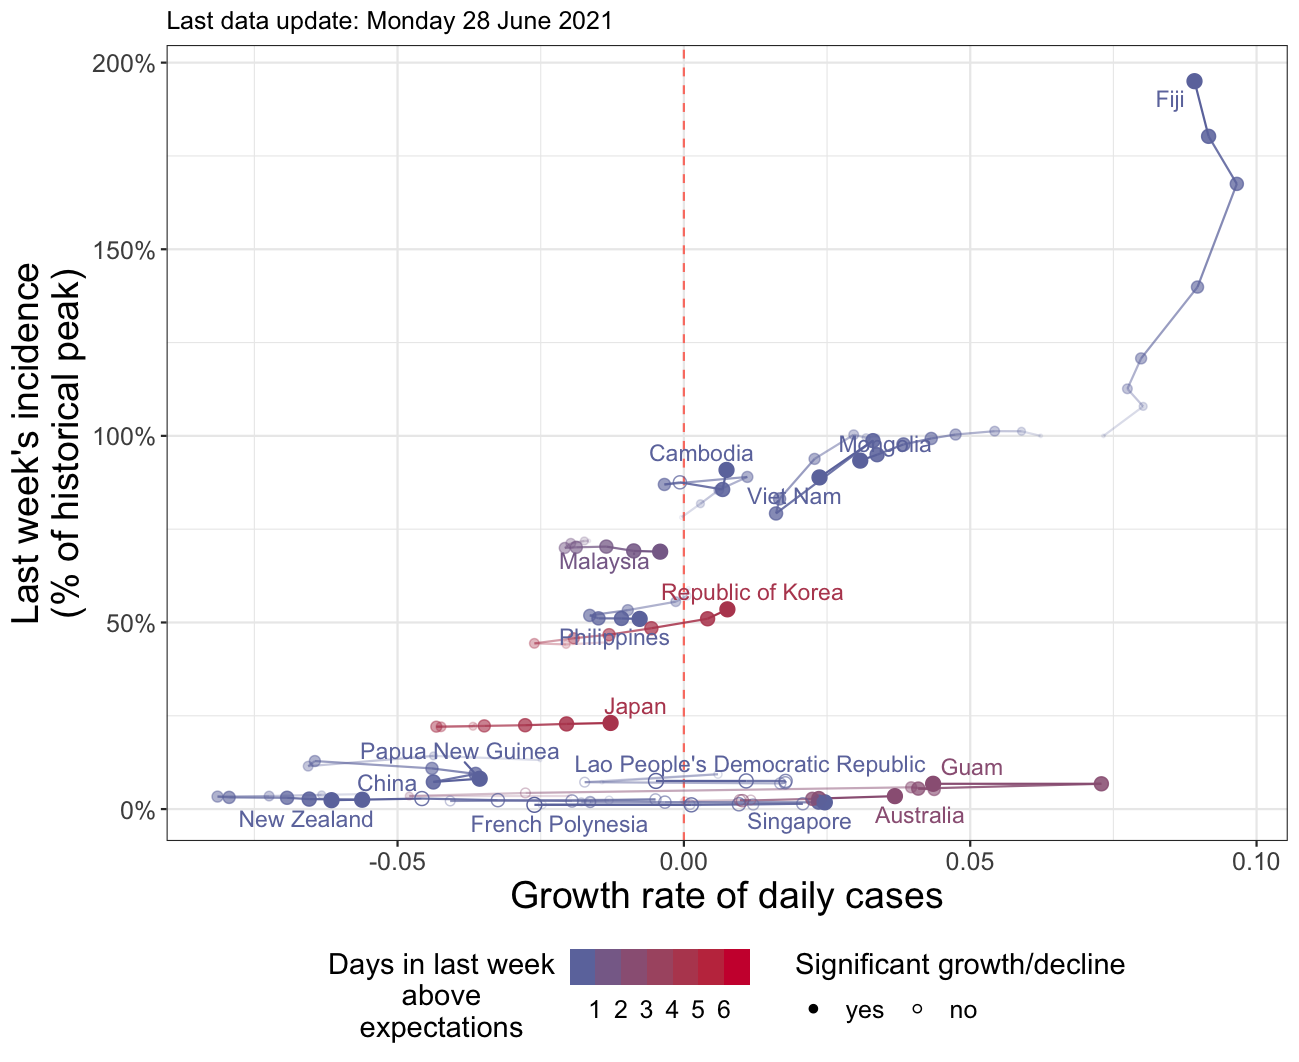 Last data update: Monday 28 June 2021
Last week's incidence
(% of historical peak)
200%
150%
100%
50%
0%
Fiji
Mongolia
Cambodia
Viet Nam
Malaysia
Republic of Korea
Philippines
Japan
Papua New Guinea
Lao People's Democratic Republic
Guam
China
New Zealand
French Polynesia
Singapore
Australia
-0.05
0.00
0.05
0.10
Growth rate of daily cases
Days in last week
above
expectations
1 2 3 4 5 6
Significant growth/decline
yes
no